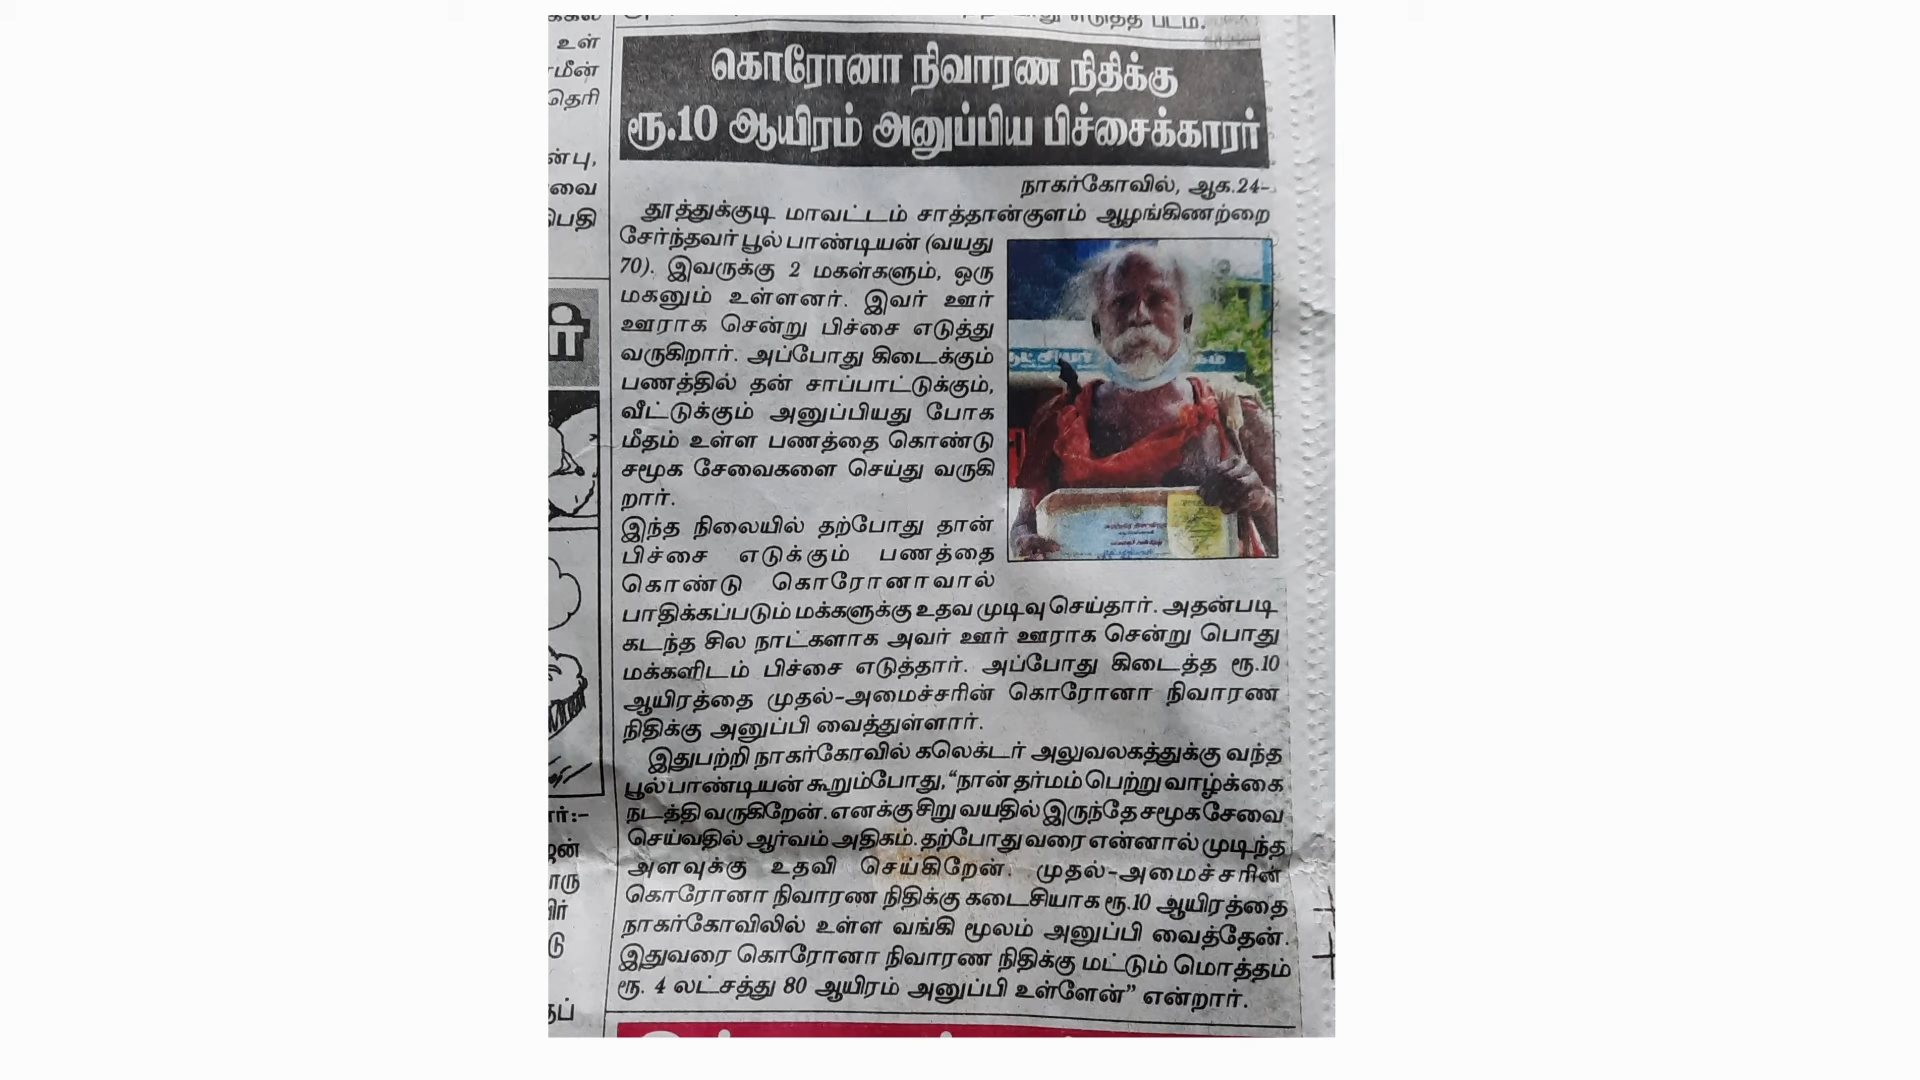 எடுத்த படம்.
உள்
மீன்
தெரி
ன்பு,
வை
பெதி
கொரோனா நிவாரண நிதிக்கு
ரூ.10 ஆயிரம் அனுப்பிய பிச்சைக்காரர்
நாகர்கோவில், ஆக.24-
தூத்துக்குடி மாவட்டம் சாத்தான்குளம் ஆழங்கிணற்றை
சேர்ந்தவர் பூல் பாண்டியன் (வயது
70). இவருக்கு 2 மகள்களும், ஒரு
மகனும் உள்ளனர். இவர் ஊர்
ஊராக சென்று பிச்சை எடுத்து
வருகிறார். அப்போது கிடைக்கும்
பணத்தில் தன் சாப்பாட்டுக்கும்,
வீட்டுக்கும் அனுப்பியது போக
மீதம் உள்ள பணத்தை கொண்டு
சமூக சேவைகளை செய்து வருகி
றார்.
இந்த நிலையில் தற்போது தான்
பிச்சை எடுக்கும் பணத்தை
கொண்டு கொரோனாவால்
பாதிக்கப்படும் மக்களுக்கு உதவ முடிவு செய்தார். அதன்படி
கடந்த சில நாட்களாக அவர் ஊர் ஊராக சென்று பொது
மக்களிடம் பிச்சை எடுத்தார். அப்போது கிடைத்த ரூ.10
ஆயிரத்தை முதல்-அமைச்சரின் கொரோனா நிவாரண
நிதிக்கு அனுப்பி வைத்துள்ளார்.
இதுபற்றி நாகர்கோவில் கலெக்டர் அலுவலகத்துக்கு வந்த
பூல்பாண்டியன் கூறும்போது, “நான் தர்மம் பெற்று வாழ்க்கை
நடத்தி வருகிறேன். எனக்கு சிறு வயதில் இருந்தே சமூக சேவை
செய்வதில் ஆர்வம் அதிகம். தற்போது வரை என்னால் முடிந்த
அளவுக்கு உதவி செய்கிறேன். முதல்-அமைச்சரின்
கொரோனா நிவாரண நிதிக்கு கடைசியாக ரூ.10 ஆயிரத்தை
நாகர்கோவிலில் உள்ள வங்கி மூலம் அனுப்பி வைத்தேன்.
இதுவரை கொரோனா நிவாரண நிதிக்கு மட்டும் மொத்தம்
ரூ. 4 லட்சத்து 80 ஆயிரம் அனுப்பி உள்ளேன்” என்றார்.